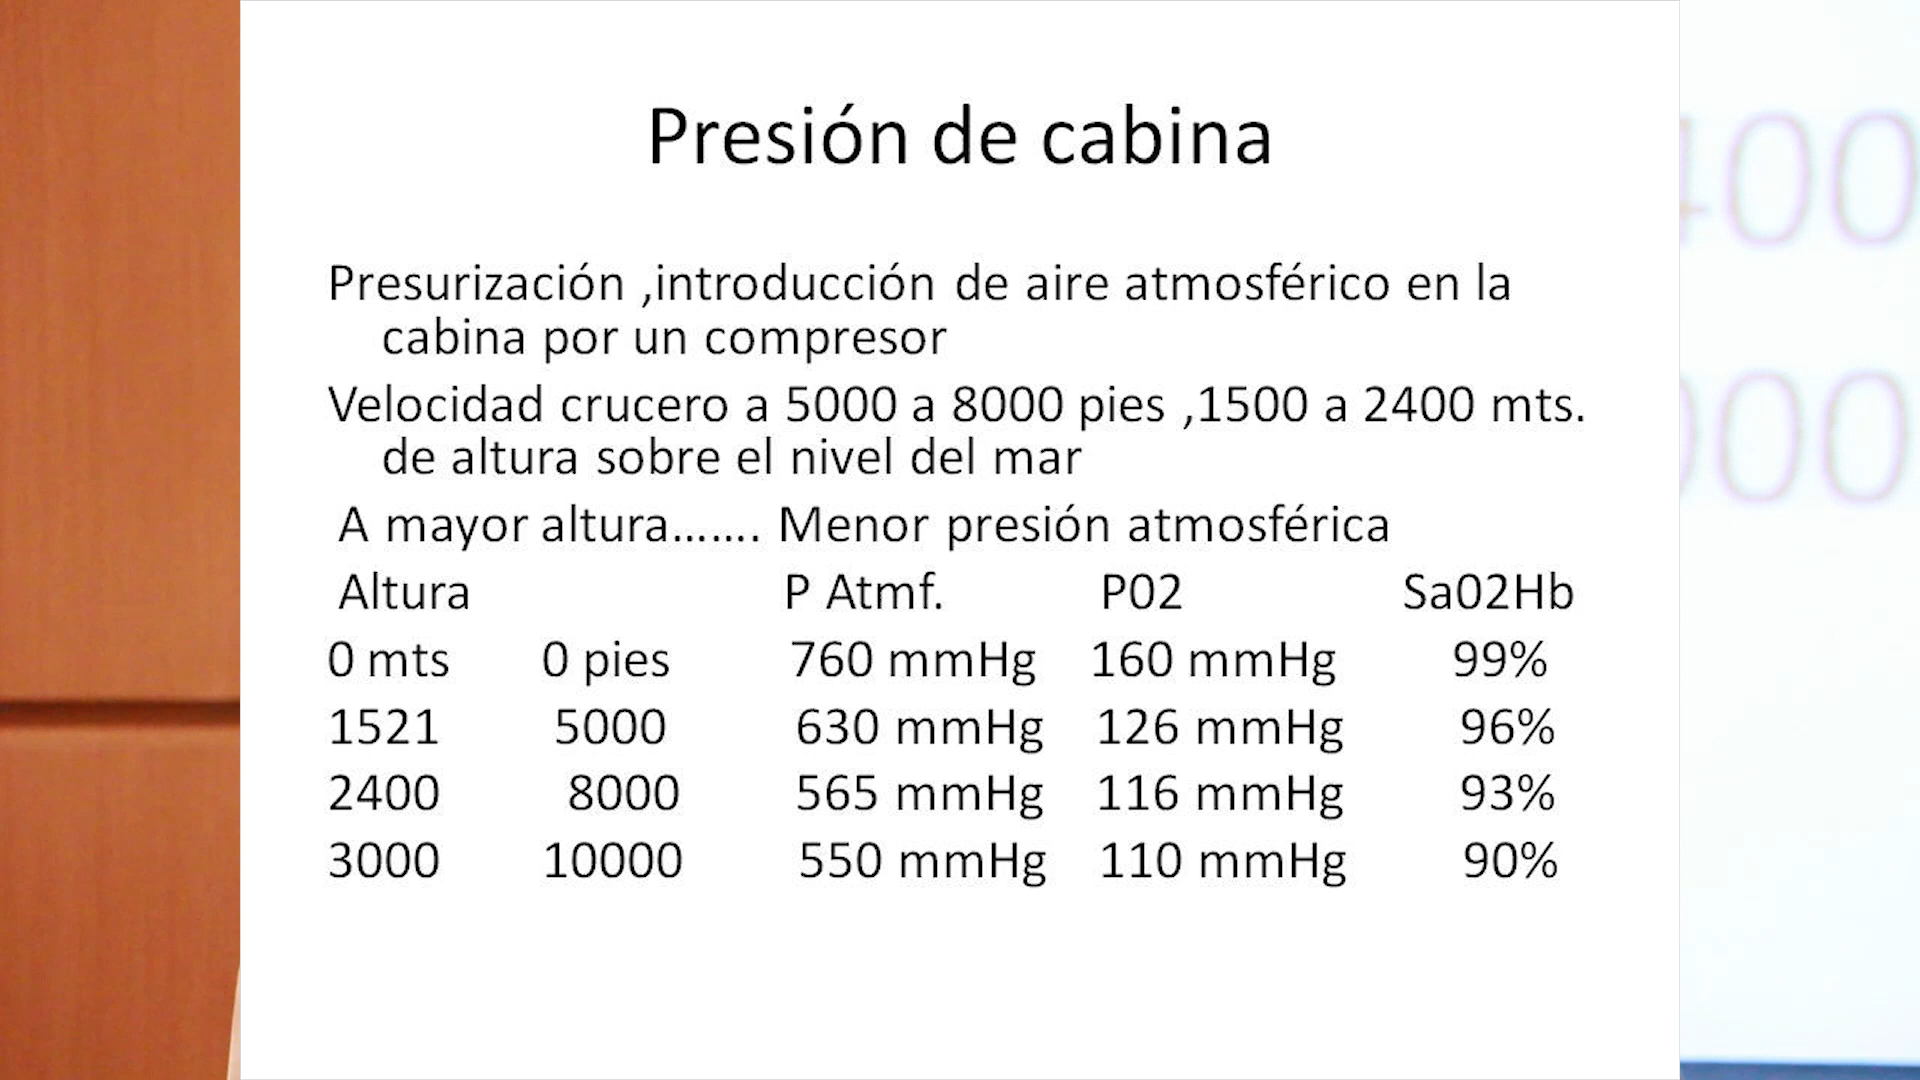 Presión de cabina
Presurización ,introducción de aire atmosférico en la
cabina por un compresor
Velocidad crucero a 5000 a 8000 pies ,1500 a 2400 mts.
de altura sobre el nivel del mar
A mayor altura....... Menor presión atmosférica
Altura P Atmf. P02 Sa02Hb
0 mts 0 pies 760 mmHg 160 mmHg 99%
1521 5000 630 mmHg 126 mmHg 96%
2400 8000 565 mmHg 116 mmHg 93%
3000 10000 550 mmHg 110 mmHg 90%